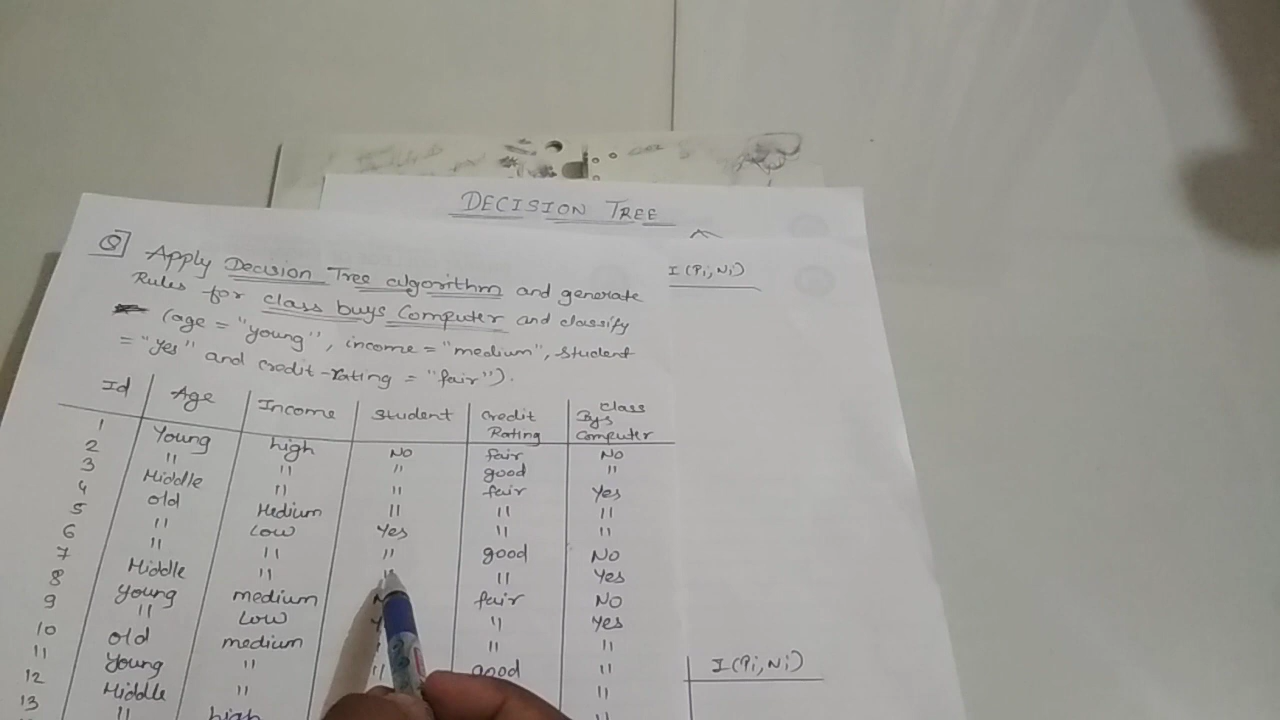 DECISION TREE
I (Pi, Ni)
Q] Apply Decision Tree algorithm and generate
Rules for class buys Computer and classify
(age = "young", income = "medium", student
= "yes" and credit-rating = "fair").
Id Age Income Student Credit Rating Class Bys Computer
1 Young high No fair No
2 " " " good "
3 Middle " " fair Yes
4 old Medium " " "
5 " Low Yes " "
6 " " " good No
7 Middle " " " Yes
8 young medium fair No
9 " Low " Yes
10 old medium " "
11 Young " " good "
12 Middle " "
13 " high "
I (Pi, Ni)